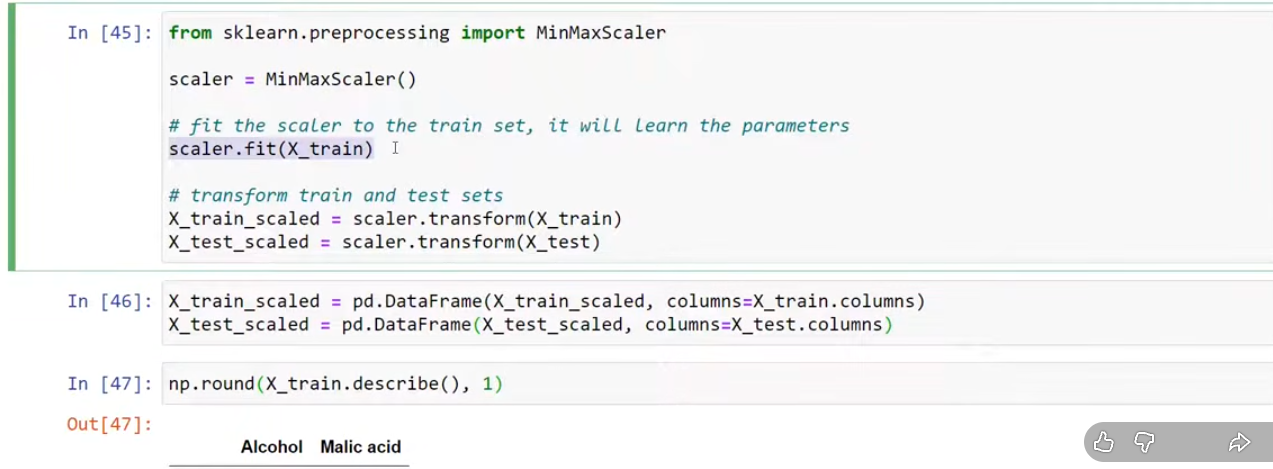 In [45]: from sklearn.preprocessing import MinMaxScaler
scaler = MinMaxScaler()
# fit the scaler to the train set, it will learn the parameters
scaler.fit(X_train)
# transform train and test sets
X_train_scaled = scaler.transform(X_train)
X_test_scaled = scaler.transform(X_test)
In [46]: X_train_scaled = pd.DataFrame(X_train_scaled, columns=X_train.columns)
X_test_scaled = pd.DataFrame(X_test_scaled, columns=X_test.columns)
In [47]: np.round(X_train.describe(), 1)
Out[47]:
Alcohol Malic acid